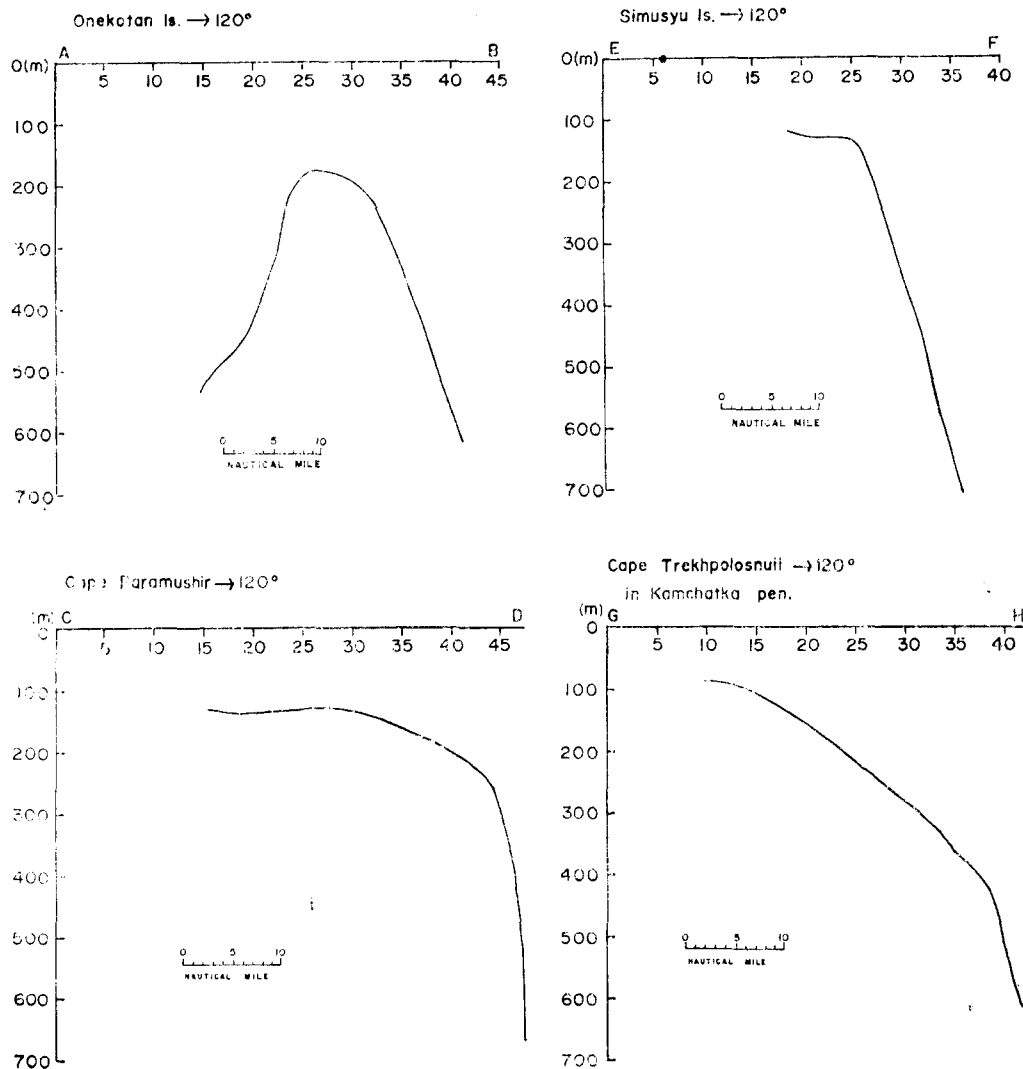 Onekotan Is. → 120°
A B
0(m) 5 10 15 20 25 30 35 40 45
100
200
300
400
500
600
700
0 5 10
NAUTICAL MILE
Simusyu Is. → 120°
E F
0(m) 5 10 15 20 25 30 35 40
100
200
300
400
500
600
700
0 5 10
NAUTICAL MILE
Cape Paramushir → 120°
(m) C D
0 5 10 15 20 25 30 35 40 45
100
200
300
400
500
600
700
0 5 10
NAUTICAL MILE
Cape Trekhpolosnuii → 120°
in Kamchatka pen.
(m) G H
0 5 10 15 20 25 30 35 40
100
200
300
400
500
600
700
0 5 10
NAUTICAL MILE